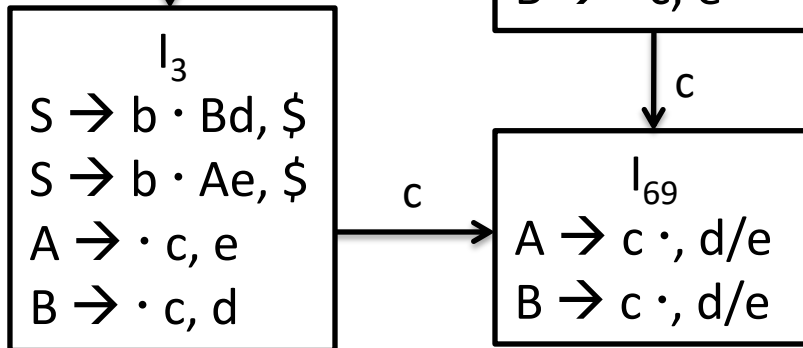 I₃
S → b · Bd, $
S → b · Ae, $
A → · c, e
B → · c, d
c
c
I₆₉
A → c ·, d/e
B → c ·, d/e